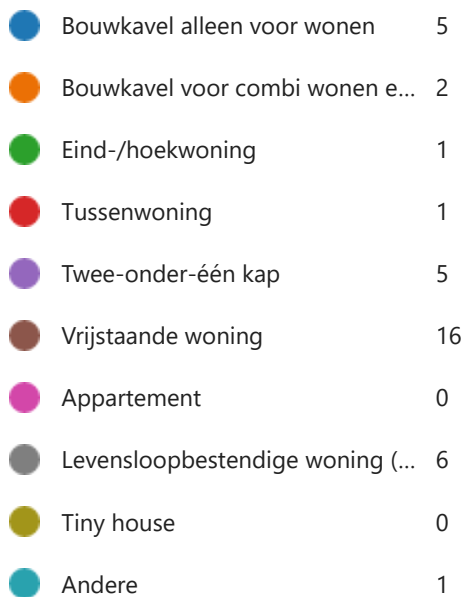 Bouwkavel alleen voor wonen 5
Bouwkavel voor combi wonen e... 2
Eind-/hoekwoning 1
Tussenwoning 1
Twee-onder-één kap 5
Vrijstaande woning 16
Appartement 0
Levensloopbestendige woning (... 6
Tiny house 0
Andere 1